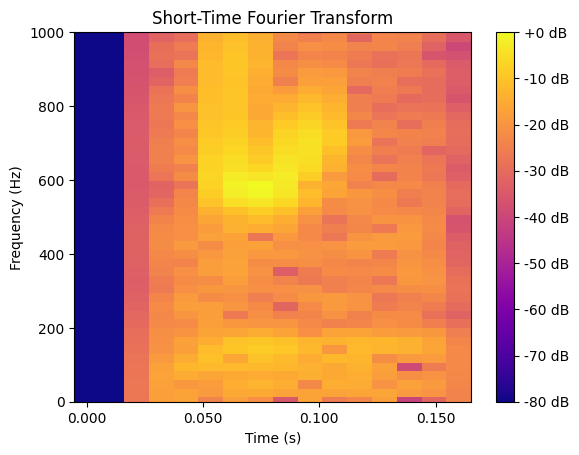 Short-Time Fourier Transform
1000
800
600
400
200
0
Frequency (Hz)
0.000
0.050
0.100
0.150
Time (s)
+0 dB
-10 dB
-20 dB
-30 dB
-40 dB
-50 dB
-60 dB
-70 dB
-80 dB